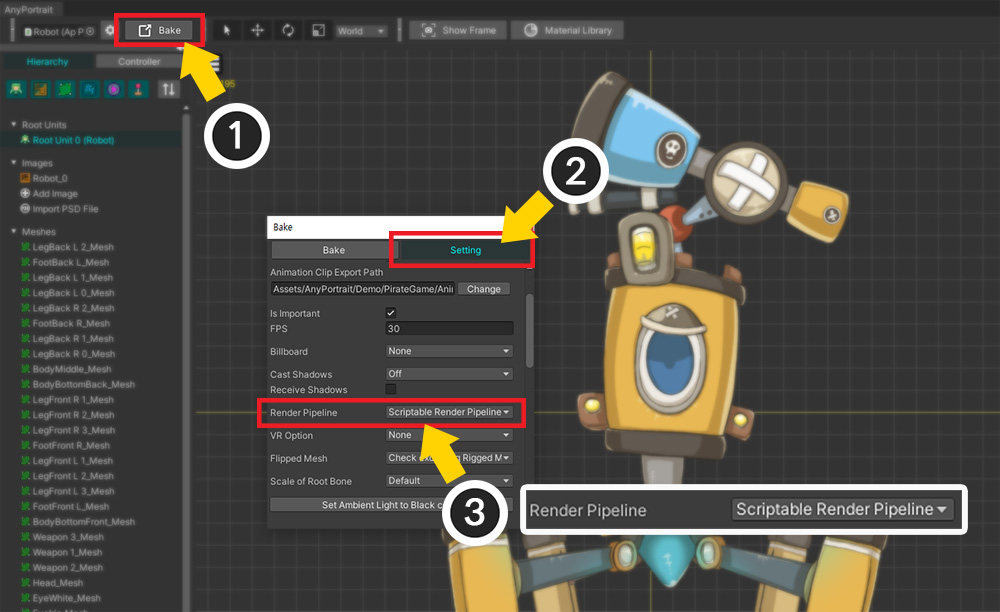 AnyPortrait
Robot (Ap P
Bake
World
Show Frame
Material Library
Hierarchy
Controller
95
1
Root Units
Root Unit 0 (Robot)
Images
Robot_0
Add Image
Import PSD File
Meshes
LegBack L 2_Mesh
FootBack L_Mesh
LegBack L 1_Mesh
LegBack L 0_Mesh
LegBack R 2_Mesh
FootBack R_Mesh
LegBack R 1_Mesh
LegBack R 0_Mesh
BodyMiddle_Mesh
BodyBottomBack_Mesh
LegFront R 1_Mesh
LegFront R 2_Mesh
LegFront R 3_Mesh
FootFront R_Mesh
LegFront L 1_Mesh
LegFront L 2_Mesh
LegFront L 3_Mesh
FootFront L_Mesh
BodyBottomFront_Mesh
Weapon 3_Mesh
Weapon 1_Mesh
Weapon 2_Mesh
Head_Mesh
EyeWhite_Mesh
2
Bake
Bake
Setting
Animation Clip Export Path
Assets/AnyPortrait/Demo/PirateGame/Ani
Change
Is Important
FPS 30
Billboard None
Cast Shadows Off
Receive Shadows
Render Pipeline Scriptable Render Pipeline
VR Option None
Flipped Mesh Check Rigged M
Scale of Root Bone Default
Set Ambient Light to Black
3
Render Pipeline Scriptable Render Pipeline